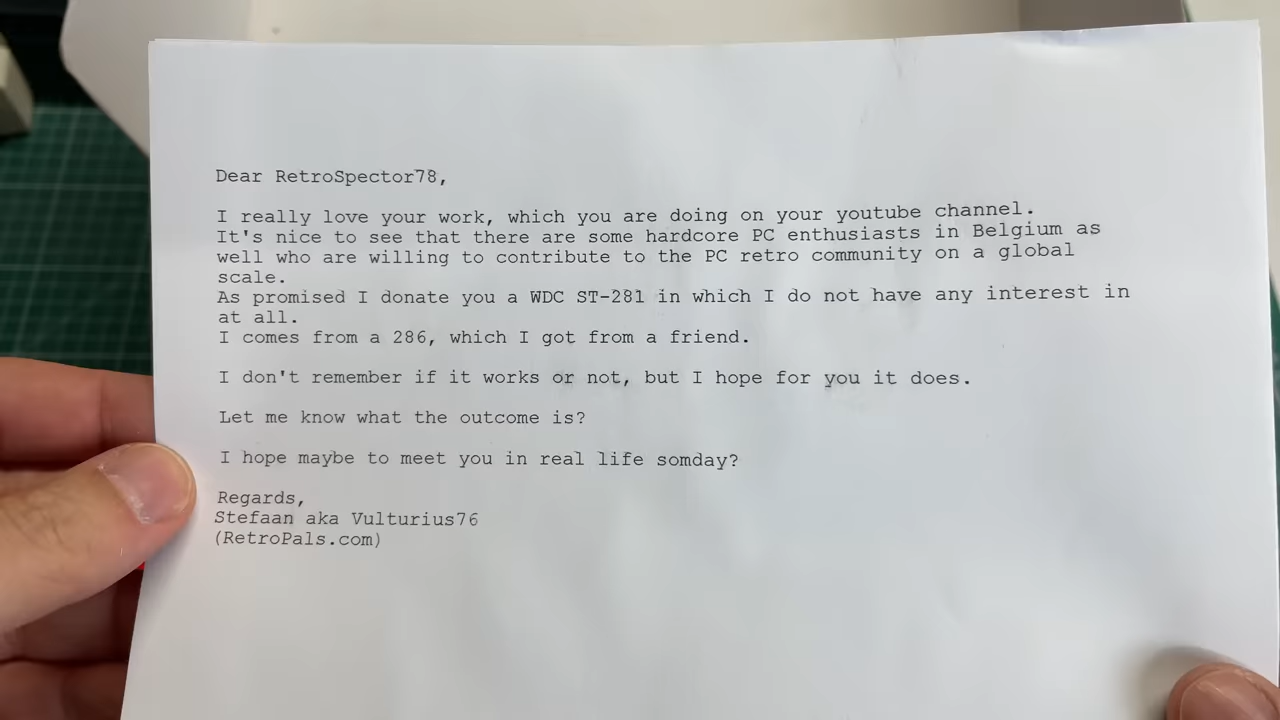 Dear RetroSpector78,
I really love your work, which you are doing on your youtube channel.
It's nice to see that there are some hardcore PC enthusiasts in Belgium as
well who are willing to contribute to the PC retro community on a global
scale.
As promised I donate you a WDC ST-281 in which I do not have any interest in
at all.
I comes from a 286, which I got from a friend.
I don't remember if it works or not, but I hope for you it does.
Let me know what the outcome is?
I hope maybe to meet you in real life somday?
Regards,
Stefaan aka Vulturius76
(RetroPals.com)